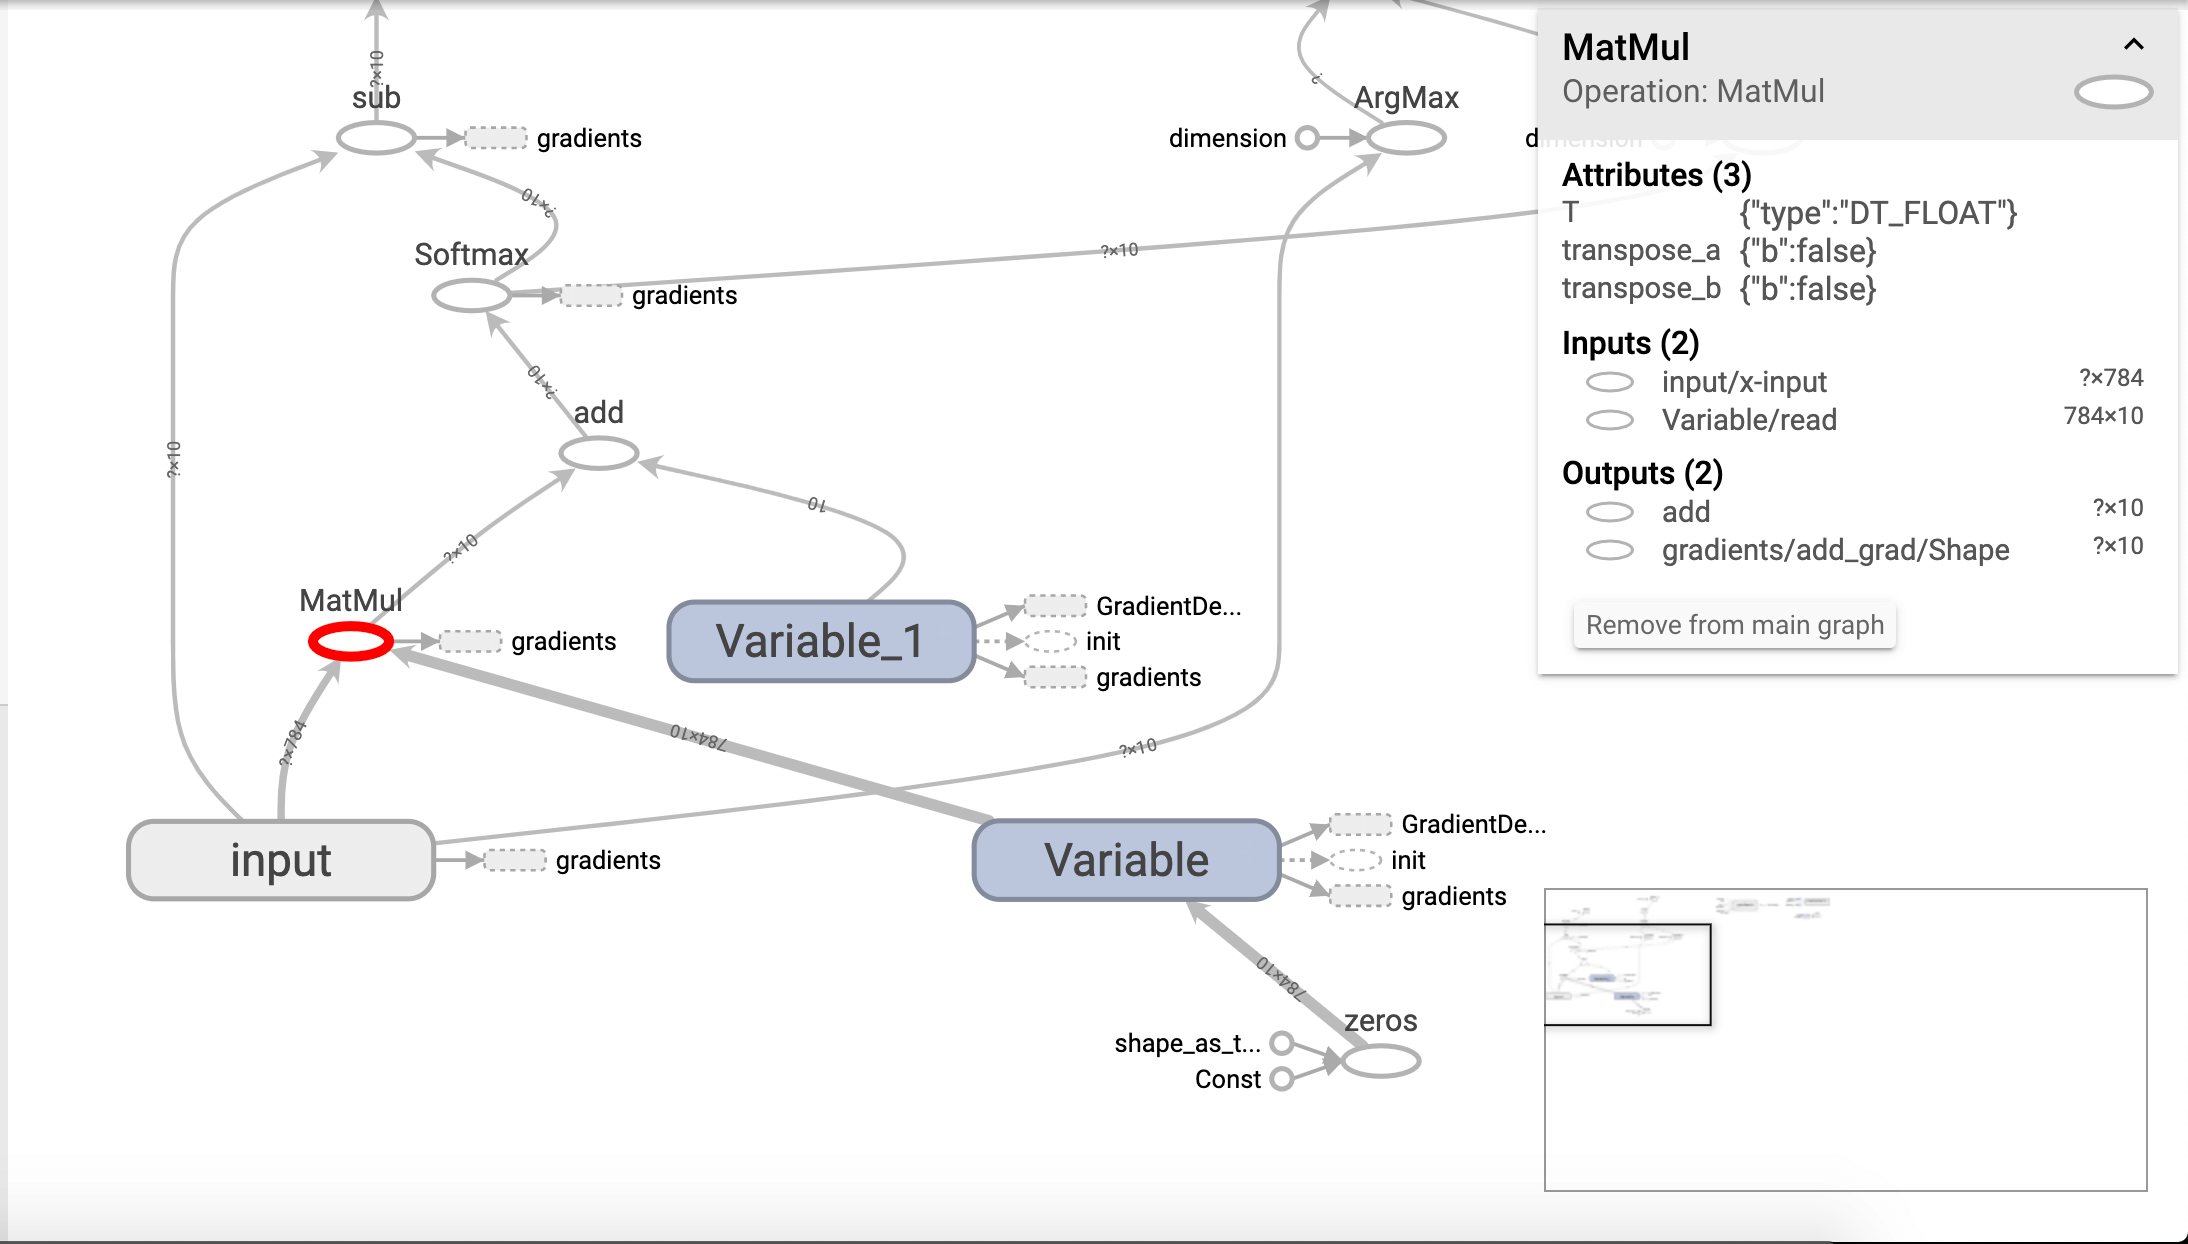 ?×10
sub
gradients
?×10
Softmax
gradients
?×10
?×10
add
?×10
10
?×10
MatMul
gradients
Variable_1
GradientDe...
init
gradients
?×784
784×10
?×10
input
gradients
Variable
GradientDe...
init
gradients
784×10
zeros
shape_as_t...
Const
?
ArgMax
dimension
dimension
MatMul
Operation: MatMul
Attributes (3)
T {"type":"DT_FLOAT"}
transpose_a {"b":false}
transpose_b {"b":false}
Inputs (2)
input/x-input ?×784
Variable/read 784×10
Outputs (2)
add ?×10
gradients/add_grad/Shape ?×10
Remove from main graph